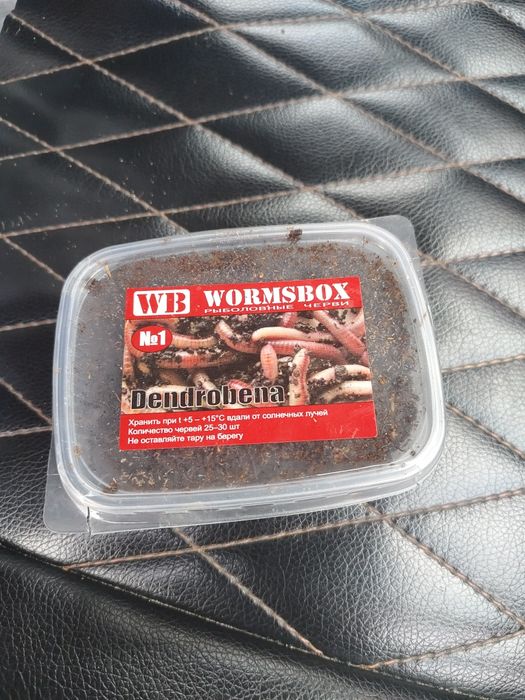 WB WORMSBOX
РЫБОЛОВНЫЕ ЧЕРВИ
№1
Dendrobena
Хранить при t +5 – +15°C вдали от солнечных лучей
Количество червей 25–30 шт
Не оставляйте тару на берегу